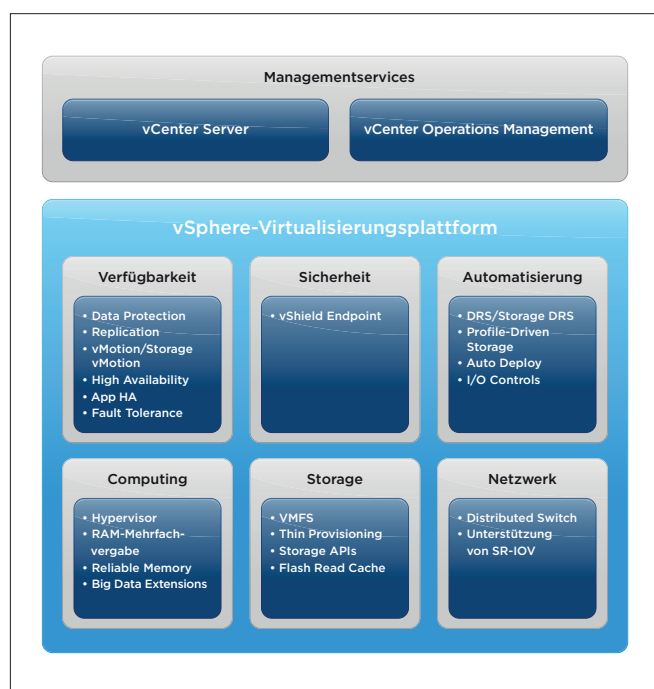 Managementservices
vCenter Server
vCenter Operations Management
vSphere-Virtualisierungsplattform
Verfügbarkeit
• Data Protection
• Replication
• vMotion/Storage
vMotion
• High Availability
• App HA
• Fault Tolerance
Sicherheit
• vShield Endpoint
Automatisierung
• DRS/Storage DRS
• Profile-Driven
Storage
• Auto Deploy
• I/O Controls
Computing
• Hypervisor
• RAM-Mehrfach-
vergabe
• Reliable Memory
• Big Data Extensions
Storage
• VMFS
• Thin Provisioning
• Storage APIs
• Flash Read Cache
Netzwerk
• Distributed Switch
• Unterstützung
von SR-IOV